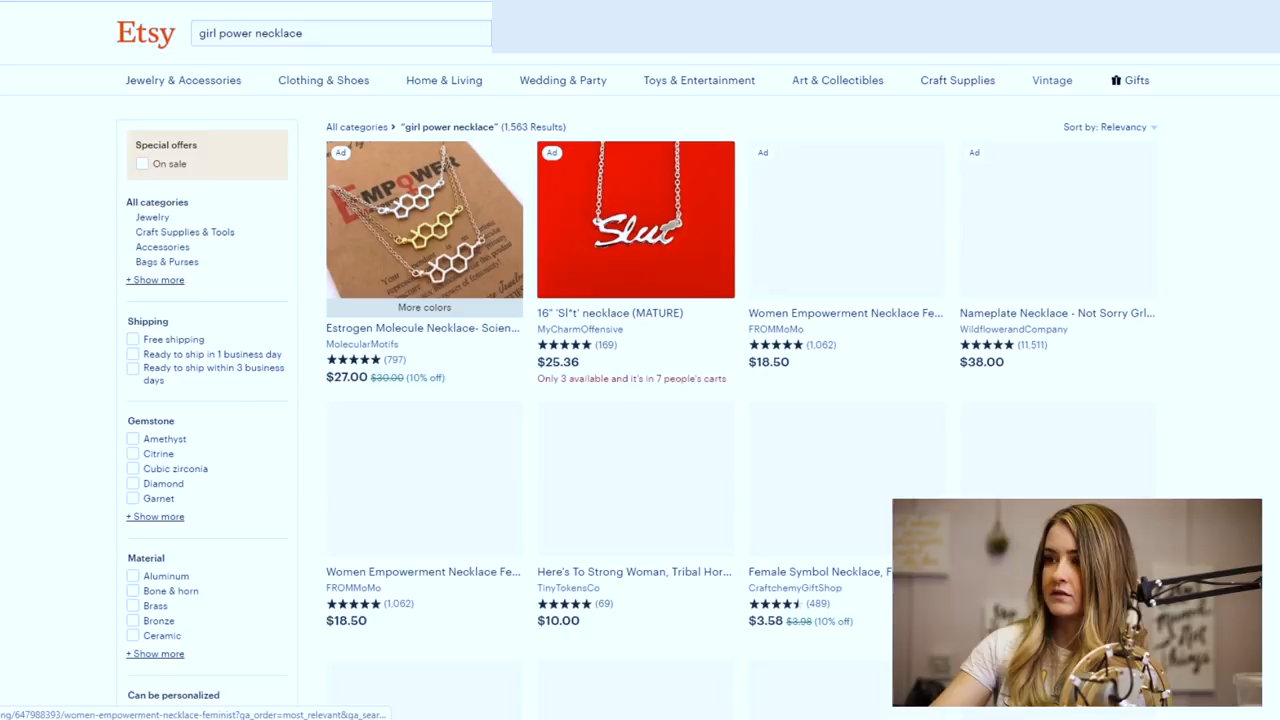 Etsy
girl power necklace
Jewelry & Accessories
Clothing & Shoes
Home & Living
Wedding & Party
Toys & Entertainment
Art & Collectibles
Craft Supplies
Vintage
Gifts
All categories > "girl power necklace" (1,563 Results)
Sort by: Relevancy
Special offers
On sale
All categories
Jewelry
Craft Supplies & Tools
Accessories
Bags & Purses
+ Show more
Shipping
Free shipping
Ready to ship in 1 business day
Ready to ship within 3 business
days
Gemstone
Amethyst
Citrine
Cubic zirconia
Diamond
Garnet
+ Show more
Material
Aluminum
Bone & horn
Brass
Bronze
Ceramic
+ Show more
Can be personalized
Ad
EMPOWER
More colors
Estrogen Molecule Necklace- Scien...
MolecularMotifs
(797)
$27.00 $30.00 (10% off)
Ad
Slut
16" 'Sl*t' necklace (MATURE)
MyCharmOffensive
(169)
$25.36
Only 3 available and it's in 7 people's carts
Ad
Women Empowerment Necklace Fe...
FROMMoMo
(1,062)
$18.50
Ad
Nameplate Necklace - Not Sorry Grl...
WildflowerandCompany
(11,511)
$38.00
Women Empowerment Necklace Fe...
FROMMoMo
(1,062)
$18.50
Here's To Strong Woman, Tribal Hor...
TinyTokensCo
(69)
$10.00
Female Symbol Necklace, F
CraftchemyGiftShop
(489)
$3.58 $3.98 (10% off)
ng/647988393/women-empowerment-necklace-feminist?ga_order=most_relevant&ga_sear...